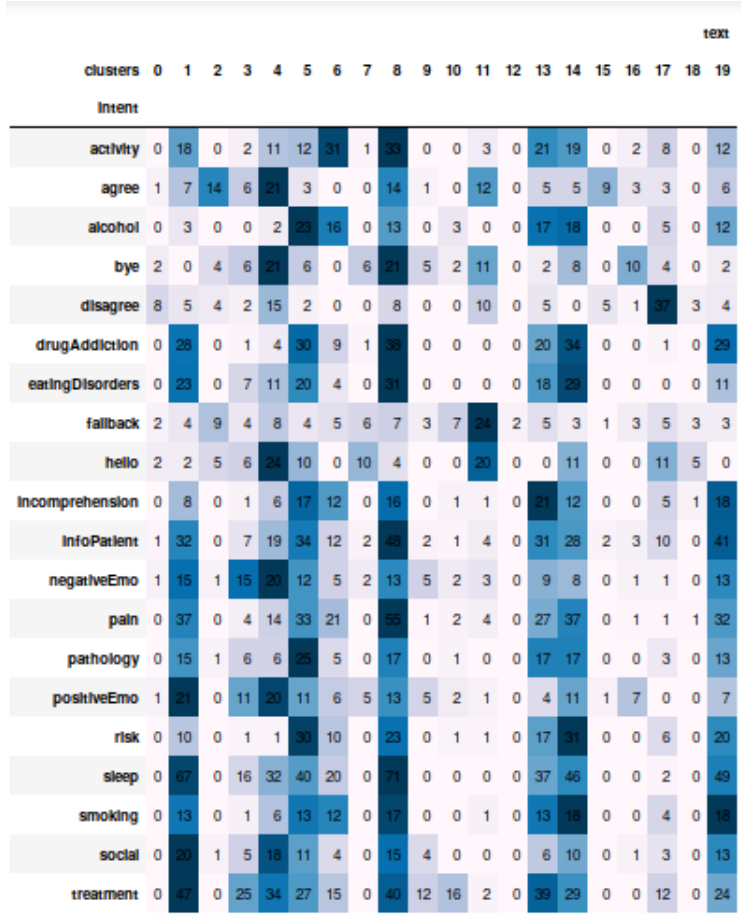 text
clusters 0 1 2 3 4 5 6 7 8 9 10 11 12 13 14 15 16 17 18 19
Intent
activity 0 18 0 2 11 12 31 1 33 0 0 3 0 21 19 0 2 8 0 12
agree 1 7 14 6 21 3 0 0 14 1 0 12 0 5 5 9 3 3 0 6
alcohol 0 3 0 0 2 23 16 0 13 0 3 0 0 17 18 0 0 5 0 12
bye 2 0 4 6 21 6 0 6 21 5 2 11 0 2 8 0 10 4 0 2
disagree 8 5 4 2 15 2 0 0 8 0 0 10 0 5 0 5 1 37 3 4
drugAddiction 0 28 0 1 4 30 9 1 38 0 0 0 0 20 34 0 0 1 0 29
eatingDisorders 0 23 0 7 11 20 4 0 31 0 0 0 0 18 29 0 0 0 0 11
fallback 2 4 9 4 8 4 5 6 7 3 7 24 2 5 3 1 3 5 3 3
hello 2 2 5 6 24 10 0 10 4 0 0 20 0 0 11 0 0 11 5 0
incomprehension 0 8 0 1 6 17 12 0 16 0 1 1 0 21 12 0 0 5 1 18
infoPatient 1 32 0 7 19 34 12 2 48 2 1 4 0 31 28 2 3 10 0 41
negativeEmo 1 15 1 15 20 12 5 2 13 5 2 3 0 9 8 0 1 1 0 13
pain 0 37 0 4 14 33 21 0 55 1 2 4 0 27 37 0 1 1 1 32
pathology 0 15 1 6 6 25 5 0 17 0 1 0 0 17 17 0 0 3 0 13
positiveEmo 1 21 0 11 20 11 6 5 13 5 2 1 0 4 11 1 7 0 0 7
risk 0 10 0 1 1 30 10 0 23 0 1 1 0 17 31 0 0 6 0 20
sleep 0 67 0 16 32 40 20 0 71 0 0 0 0 37 46 0 0 2 0 49
smoking 0 13 0 1 6 13 12 0 17 0 0 1 0 13 18 0 0 4 0 18
social 0 20 1 5 18 11 4 0 15 4 0 0 0 6 10 0 1 3 0 13
treatment 0 47 0 25 34 27 15 0 40 12 16 2 0 39 29 0 0 12 0 24